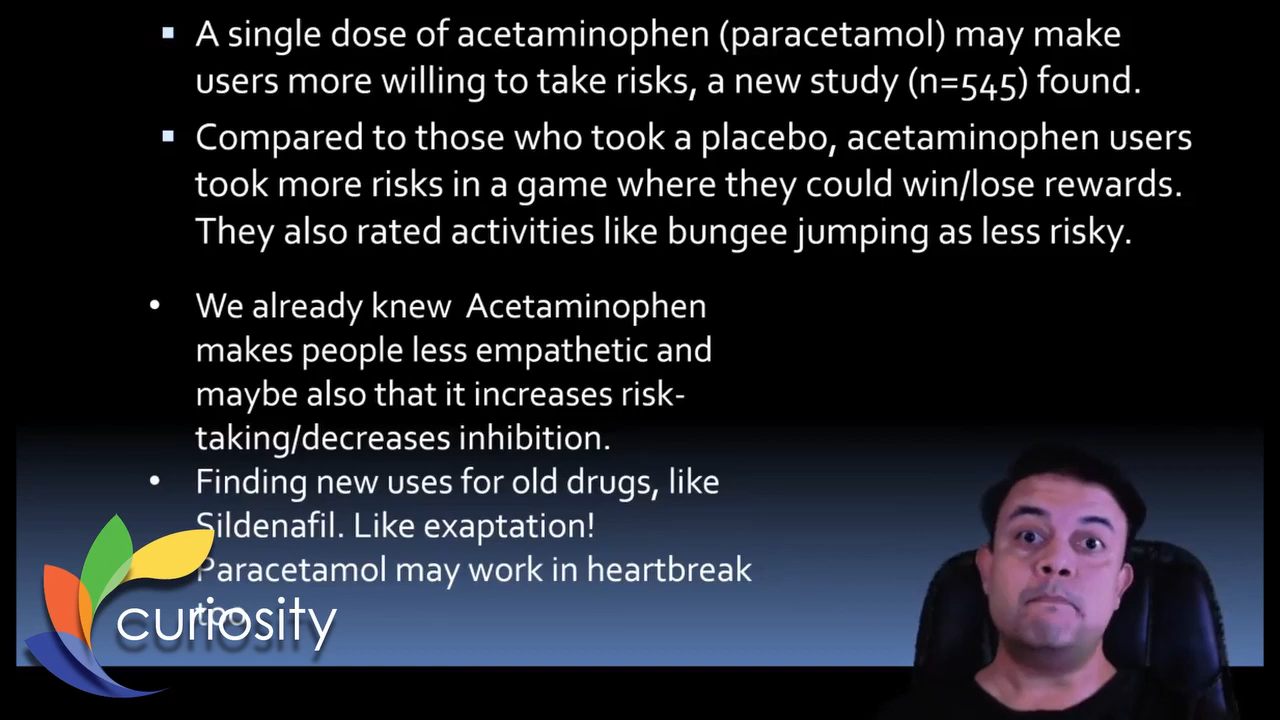 A single dose of acetaminophen (paracetamol) may make
users more willing to take risks, a new study (n=545) found.
Compared to those who took a placebo, acetaminophen users
took more risks in a game where they could win/lose rewards.
They also rated activities like bungee jumping as less risky.
We already knew Acetaminophen
makes people less empathetic and
maybe also that it increases risk-
taking/decreases inhibition.
Finding new uses for old drugs, like
Sildenafil. Like exaptation!
Paracetamol may work in heartbreak
too.
curiosity